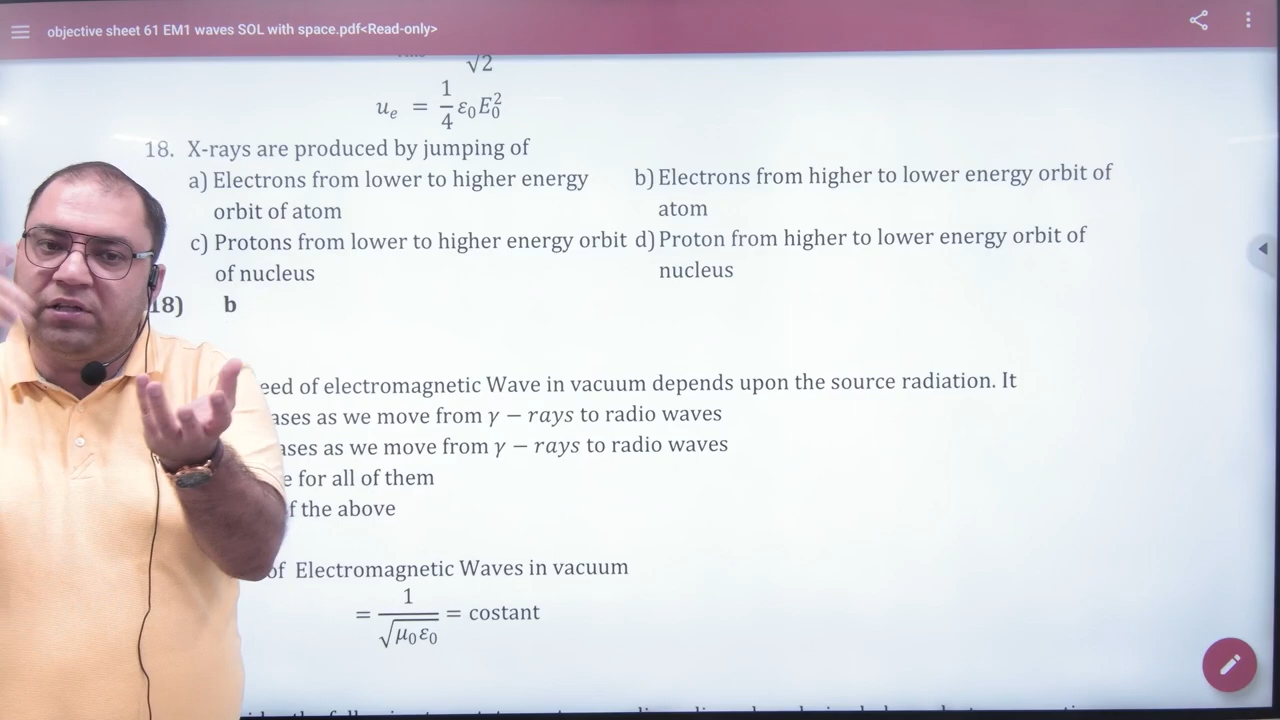 objective sheet 61 EM1 waves SOL with space.pdf<Read-only>
√2
u_e = 1/4 ε₀E₀²
18. X-rays are produced by jumping of
a) Electrons from lower to higher energy orbit of atom
b) Electrons from higher to lower energy orbit of atom
c) Protons from lower to higher energy orbit of nucleus
d) Proton from higher to lower energy orbit of nucleus
18) b
eed of electromagnetic Wave in vacuum depends upon the source radiation. It
ases as we move from γ − rays to radio waves
ases as we move from γ − rays to radio waves
e for all of them
f the above
of Electromagnetic Waves in vacuum
= 1/√μ₀ε₀ = costant